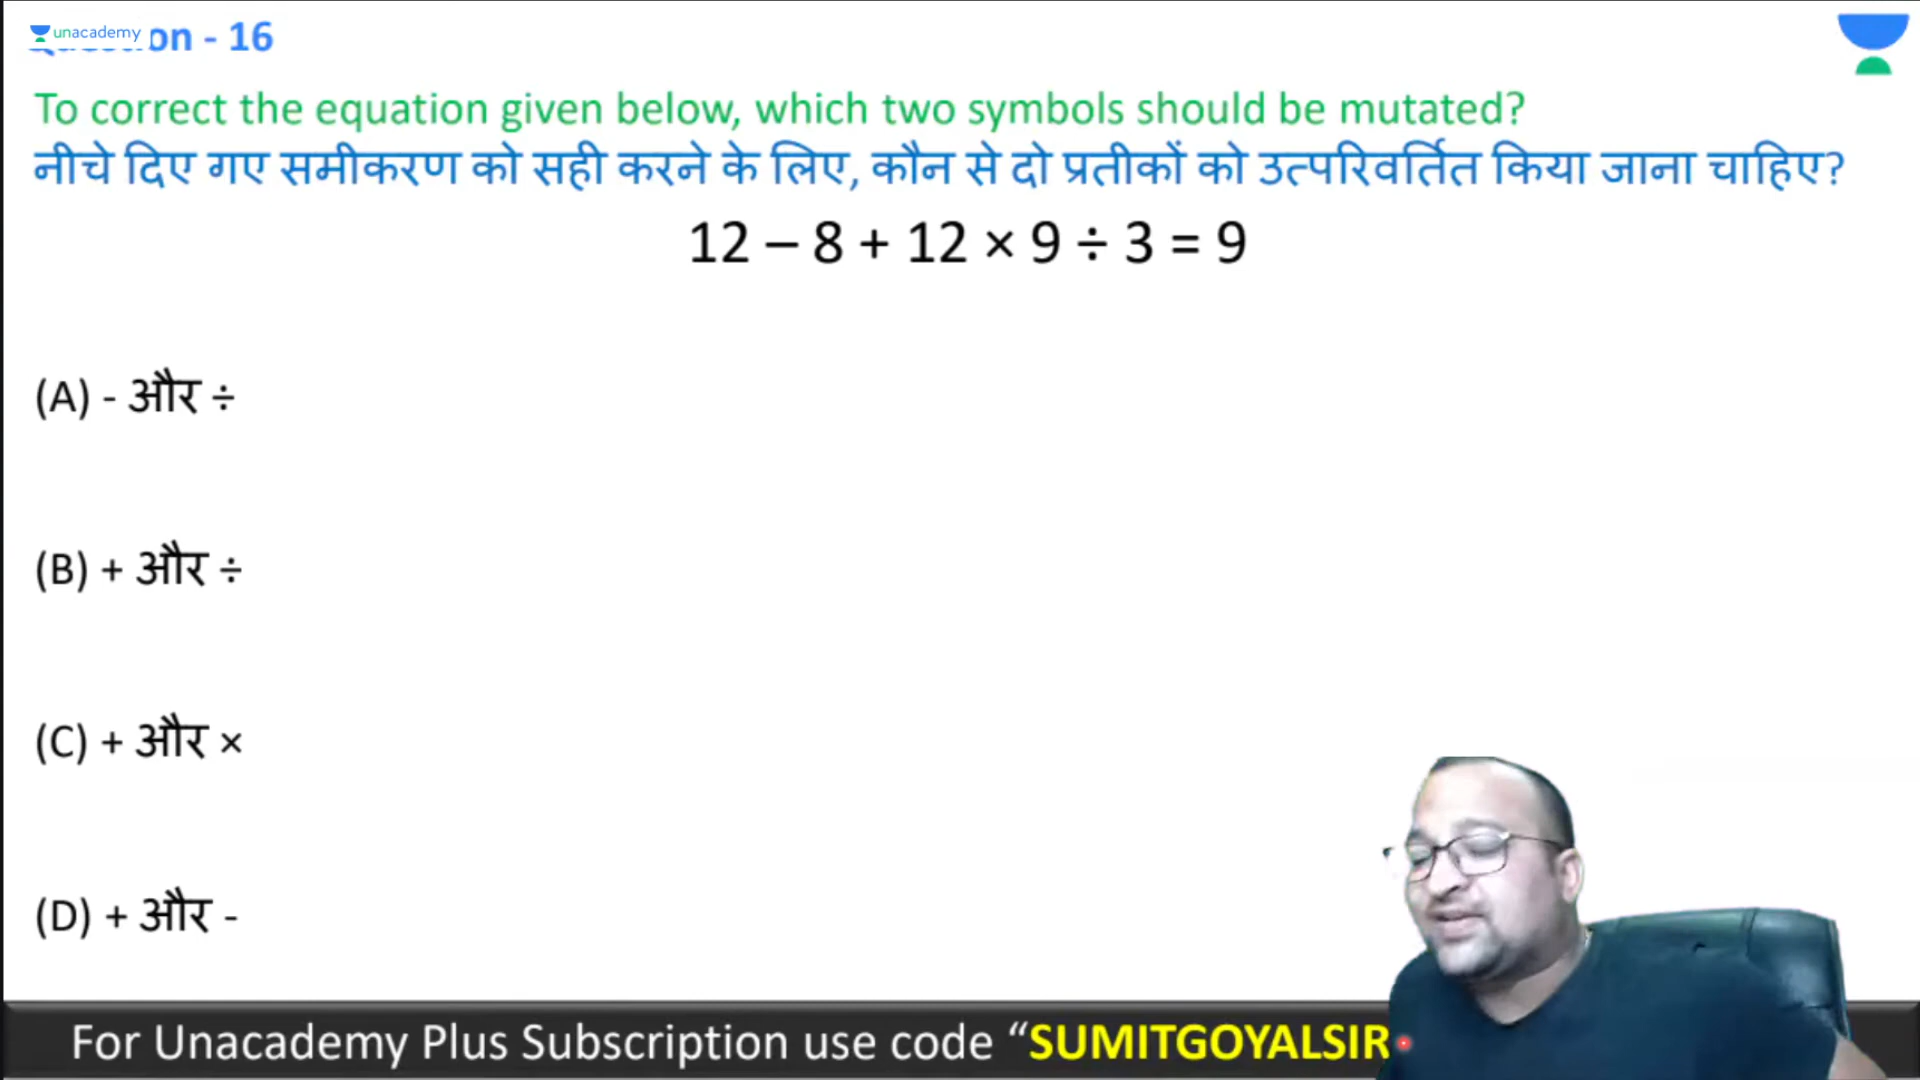 unacademy
on - 16
To correct the equation given below, which two symbols should be mutated?
नीचे दिए गए समीकरण को सही करने के लिए, कौन से दो प्रतीकों को उत्परिवर्तित किया जाना चाहिए?
12 – 8 + 12 × 9 ÷ 3 = 9
(A) - और ÷
(B) + और ÷
(C) + और ×
(D) + और -
For Unacademy Plus Subscription use code “SUMITGOYALSIR